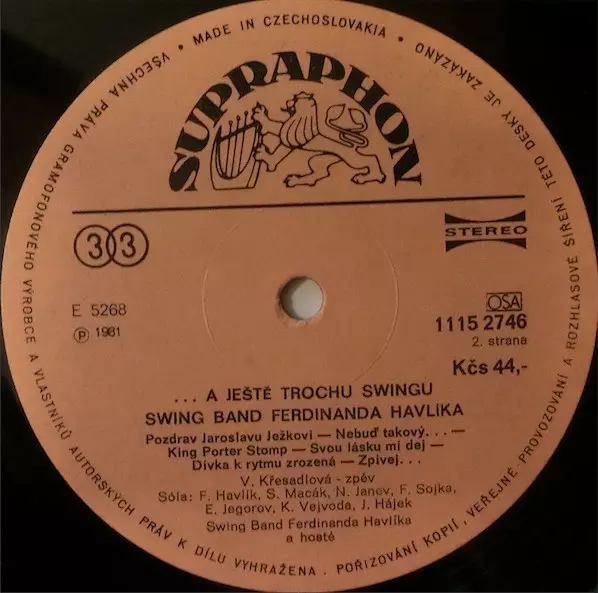 VŠECHNA PRÁVA GRAMOFONOVÉHO VÝROBCE A VLASTNÍKŮ AUTORSKÝCH PRÁV K DÍLU VYHRAŽENA . POŘIZOVÁNÍ KOPIÍ, VEŘEJNÉ PROVOZOVÁNÍ A ROZHLASOVÉ ŠÍŘENÍ TÉTO DESKY JE ZAKÁZÁNO • MADE IN CZECHOSLOVAKIA •
SUPRAPHON
33
STEREO
E 5268
Ⓟ 1981
OSA
1115 2746
2. strana
Kčs 44,-
... A JEŠTĚ TROCHU SWINGU
SWING BAND FERDINANDA HAVLÍKA
Pozdrav Jaroslavu Ježkovi — Nebuď takový... —
King Porter Stomp — Svou lásku mi dej —
Dívka k rytmu zrozená — Zpívej...
V. Křesadlová - zpěv
Sóla: F. Havlík, S. Macák, N. Janev, F. Sojka,
E. Jegorov, K. Vejvoda, J. Hájek
Swing Band Ferdinanda Havlíka
a hosté